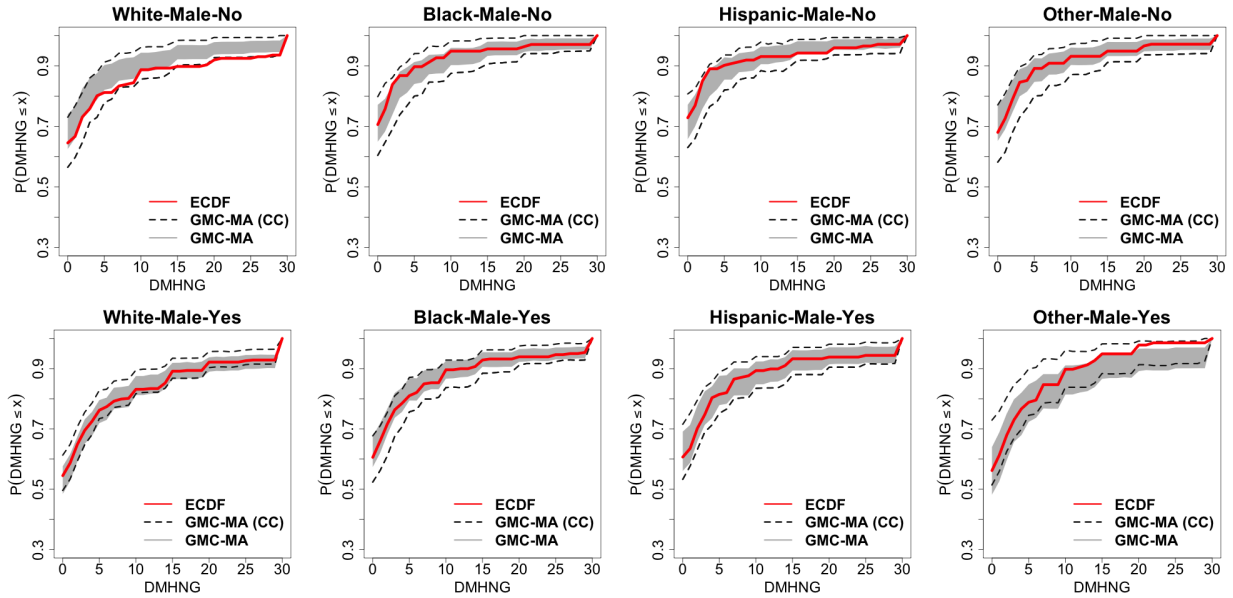 White-Male-No
P(DMHNG ≤ x)
0.3 0.5 0.7 0.9
ECDF
GMC-MA (CC)
GMC-MA
0 5 10 15 20 25 30
DMHNG
Black-Male-No
P(DMHNG ≤ x)
0.3 0.5 0.7 0.9
ECDF
GMC-MA (CC)
GMC-MA
0 5 10 15 20 25 30
DMHNG
Hispanic-Male-No
P(DMHNG ≤ x)
0.3 0.5 0.7 0.9
ECDF
GMC-MA (CC)
GMC-MA
0 5 10 15 20 25 30
DMHNG
Other-Male-No
P(DMHNG ≤ x)
0.3 0.5 0.7 0.9
ECDF
GMC-MA (CC)
GMC-MA
0 5 10 15 20 25 30
DMHNG
White-Male-Yes
P(DMHNG ≤ x)
0.3 0.5 0.7 0.9
ECDF
GMC-MA (CC)
GMC-MA
0 5 10 15 20 25 30
DMHNG
Black-Male-Yes
P(DMHNG ≤ x)
0.3 0.5 0.7 0.9
ECDF
GMC-MA (CC)
GMC-MA
0 5 10 15 20 25 30
DMHNG
Hispanic-Male-Yes
P(DMHNG ≤ x)
0.3 0.5 0.7 0.9
ECDF
GMC-MA (CC)
GMC-MA
0 5 10 15 20 25 30
DMHNG
Other-Male-Yes
P(DMHNG ≤ x)
0.3 0.5 0.7 0.9
ECDF
GMC-MA (CC)
GMC-MA
0 5 10 15 20 25 30
DMHNG